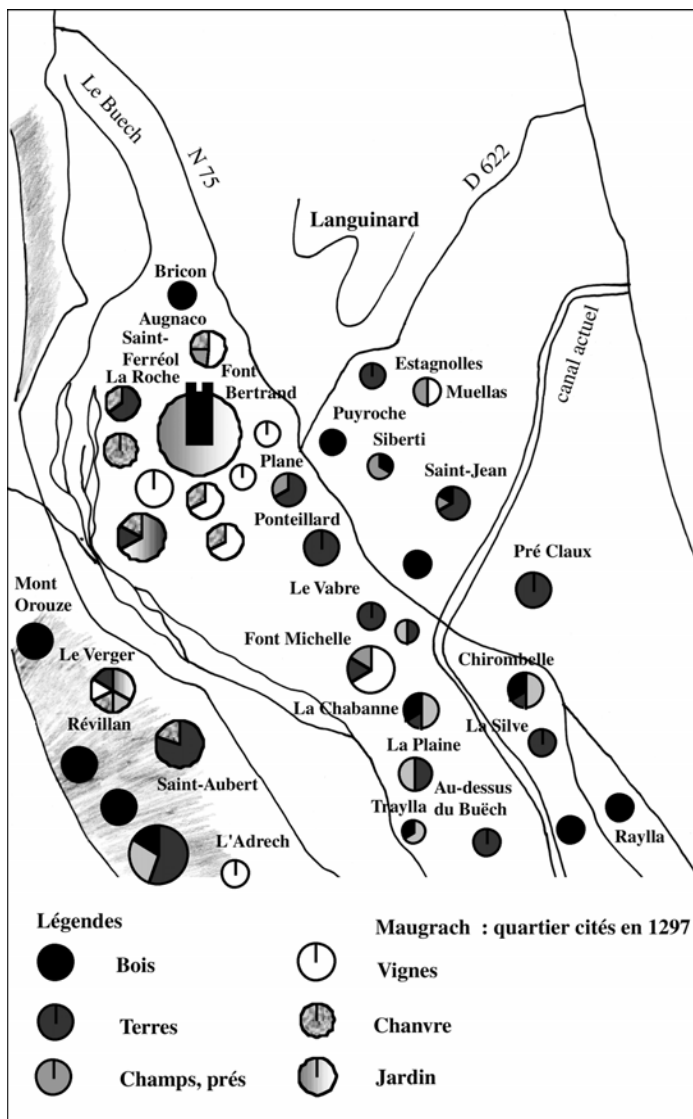 Le Buech
N 75
D 622
Languinard
Bricon
Augnaco
Saint-
Ferréol
Font
Bertrand
La Roche
Estagnolles
Muellas
canal actuel
Puyroche
Siberti
Plane
Saint-Jean
Ponteillard
Pré Claux
Le Vabre
Mont
Orouze
Font Michelle
Le Verger
Chirombelle
La Chabanne
Révillan
La Silve
La Plaine
Saint-Aubert
Au-dessus
du Buëch
Traylla
L'Adrech
Raylla
Légendes
Maugrach : quartier cités en 1297
Bois
Vignes
Terres
Chanvre
Champs, prés
Jardin